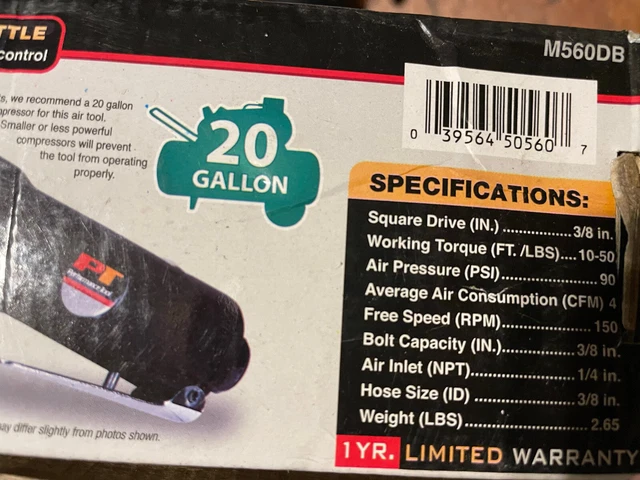 TTLE
control
M560DB
s, we recommend a 20 gallon
mpressor for this air tool.
Smaller or less powerful
compressors will prevent
the tool from operating
properly.
20
GALLON
0 39564 50560 7
SPECIFICATIONS:
Square Drive (IN.) ................ 3/8 in.
Working Torque (FT. /LBS)....10-50
Air Pressure (PSI)..................... 90
Average Air Consumption (CFM) 4
Free Speed (RPM)..................... 150
Bolt Capacity (IN.)................ 3/8 in.
Air Inlet (NPT)...................... 1/4 in.
Hose Size (ID) ...................... 3/8 in.
Weight (LBS)............................ 2.65
PT
ay differ slightly from photos shown.
1 YR. LIMITED WARRANTY